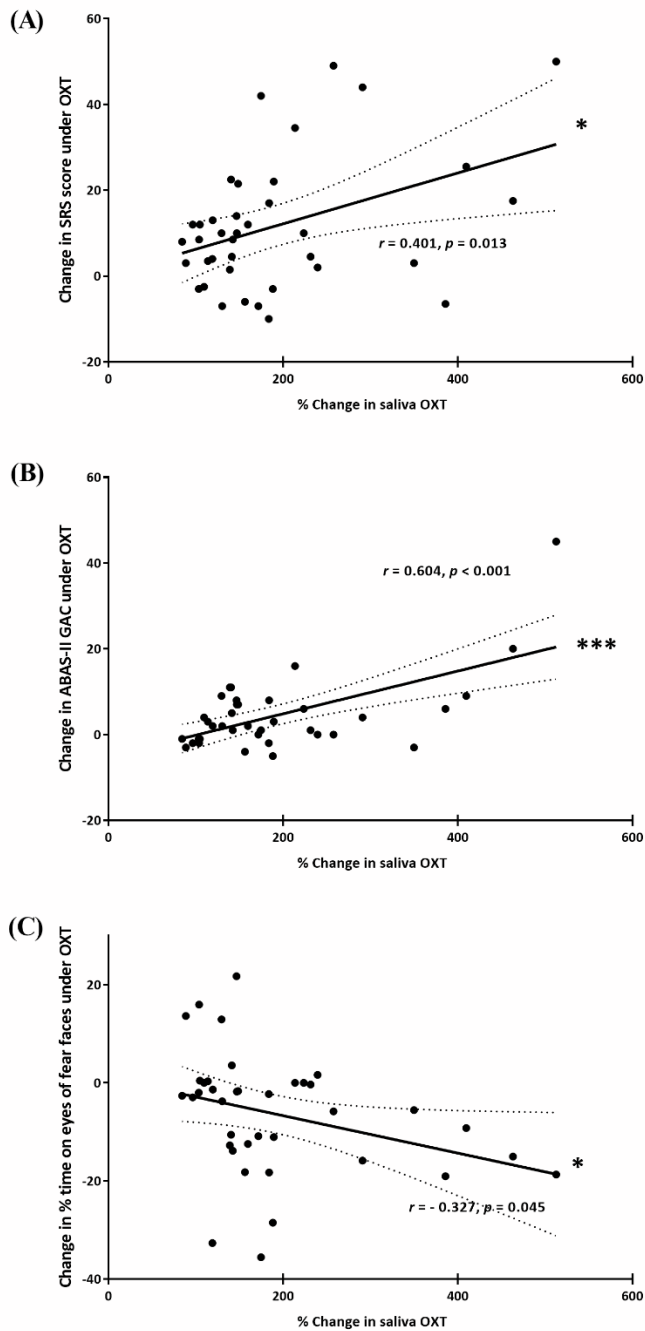 (A)
60
40
20
0
-20
0 200 400 600
Change in SRS score under OXT
*
r = 0.401, p = 0.013
% Change in saliva OXT
(B)
60
40
20
0
-20
0 200 400 600
Change in ABAS-II GAC under OXT
r = 0.604, p < 0.001
***
% Change in saliva OXT
(C)
20
0
-20
-40
0 200 400 600
Change in % time on eyes of fear faces under OXT
*
r = - 0.327, p = 0.045
% Change in saliva OXT